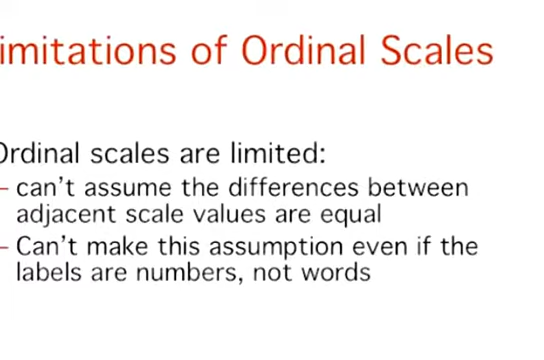 imitations of Ordinal Scales
Ordinal scales are limited:
– can't assume the differences between
adjacent scale values are equal
– Can't make this assumption even if the
labels are numbers, not words